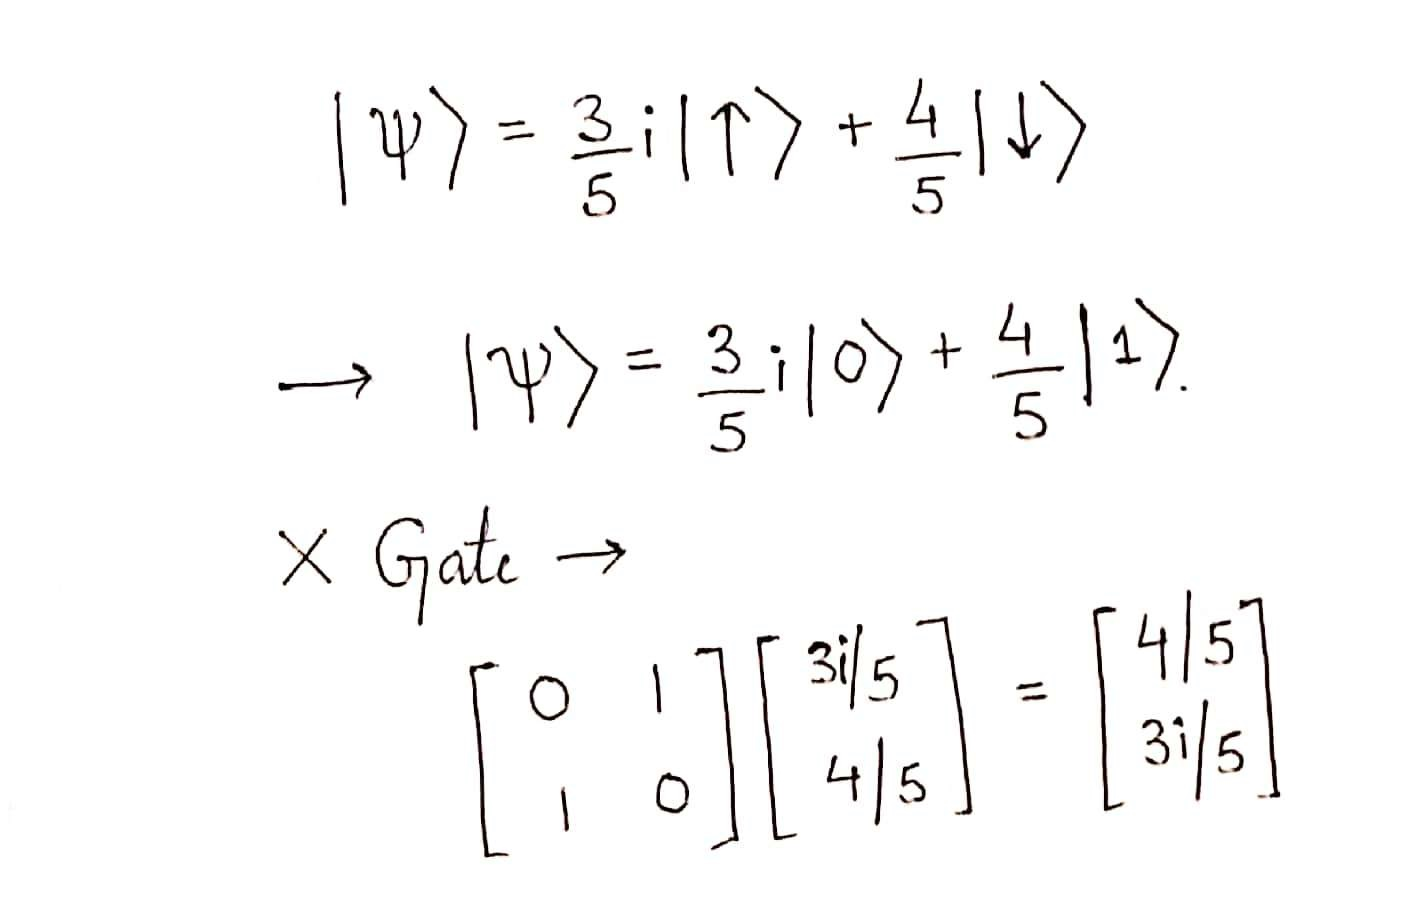 |ψ⟩ = 3/5 i|↑⟩ + 4/5 |↓⟩
→ |ψ⟩ = 3/5 i|0⟩ + 4/5 |1⟩.
X Gate →
[0 1; 1 0] [3i/5; 4/5] = [4/5; 3i/5]